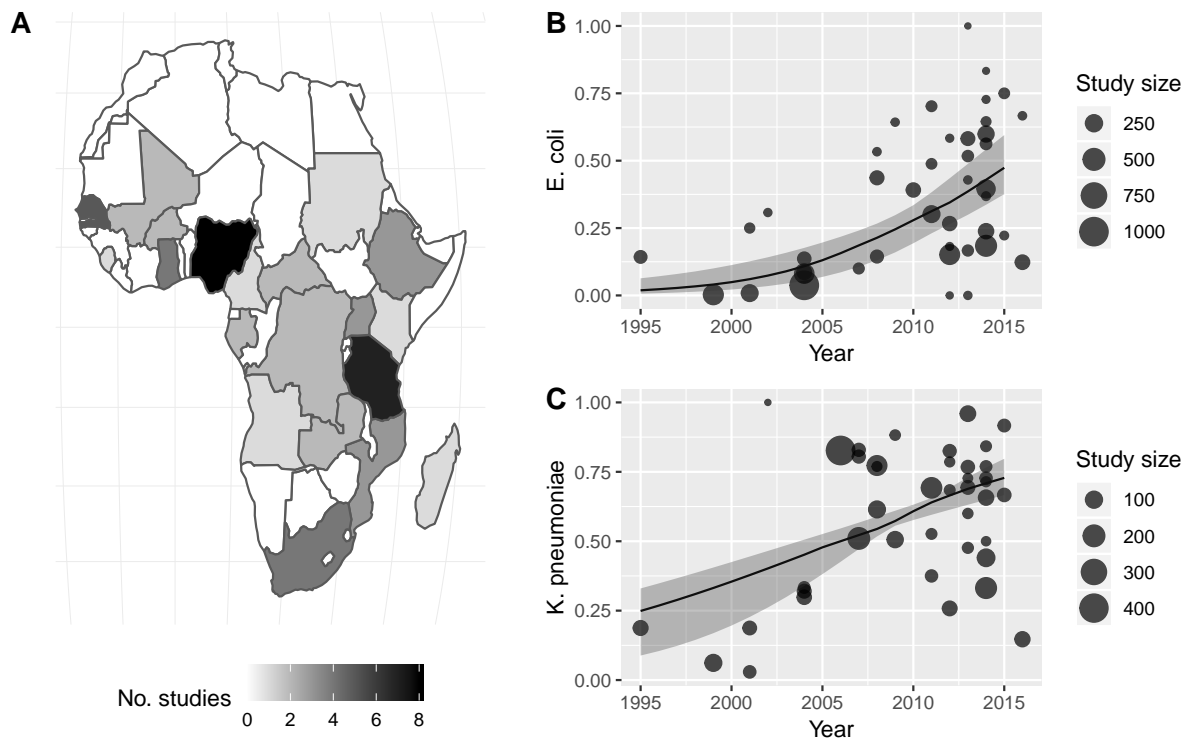 A
No. studies
0 2 4 6 8
B
E. coli
1.00
0.75
0.50
0.25
0.00
1995 2000 2005 2010 2015
Year
Study size
250
500
750
1000
C
K. pneumoniae
1.00
0.75
0.50
0.25
0.00
1995 2000 2005 2010 2015
Year
Study size
100
200
300
400